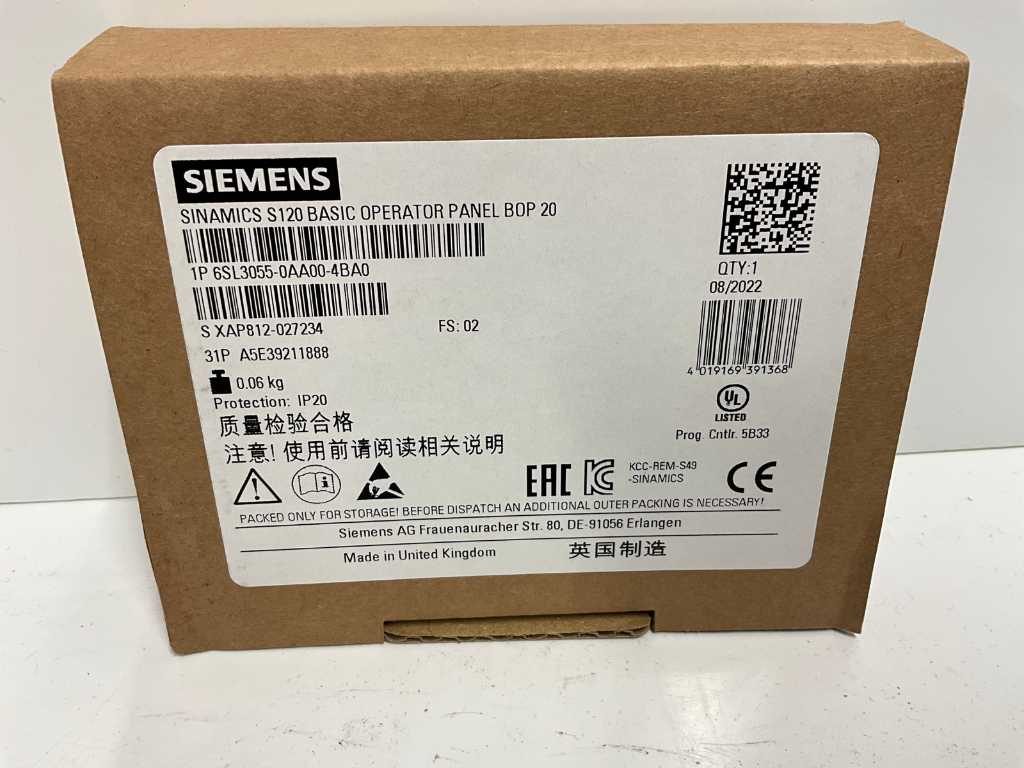 SIEMENS
SINAMICS S120 BASIC OPERATOR PANEL BOP 20
1P 6SL3055-0AA00-4BA0
QTY:1
08/2022
S XAP812-027234
FS: 02
31P A5E39211888
4 019169 391368
0.06 kg
Protection: IP20
UL
LISTED
Prog. Cntlr. 5B33
质量检验合格
注意! 使用前请阅读相关说明
i
EAC
KC
KCC-REM-S49
-SINAMICS
CE
PACKED ONLY FOR STORAGE! BEFORE DISPATCH AN ADDITIONAL OUTER PACKING IS NECESSARY!
Siemens AG Frauenauracher Str. 80, DE-91056 Erlangen
Made in United Kingdom
英国制造